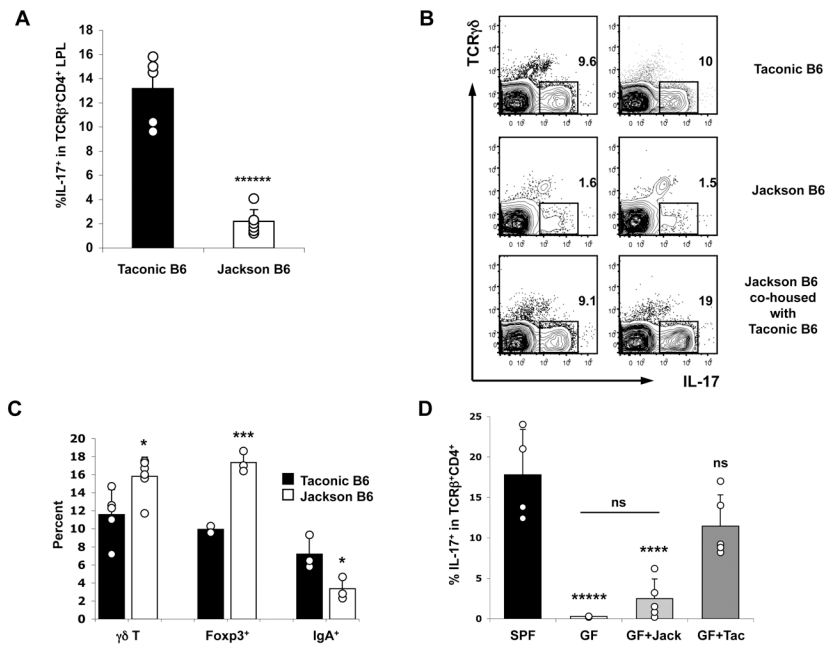 A
%IL-17⁺ in TCRβ⁺CD4⁺ LPL
18
16
14
12
10
8
6
4
2
0
******
Taconic B6
Jackson B6
B
TCRγδ
9.6
10
Taconic B6
1.6
1.5
Jackson B6
9.1
19
Jackson B6
co-housed
with
Taconic B6
IL-17
C
Percent
20
18
16
14
12
10
8
6
4
2
0
*
***
*
Taconic B6
Jackson B6
γδ T
Foxp3⁺
IgA⁺
D
% IL-17⁺ in TCRβ⁺CD4⁺
25
20
15
10
5
0
ns
ns
****
*****
SPF
GF
GF+Jack
GF+Tac